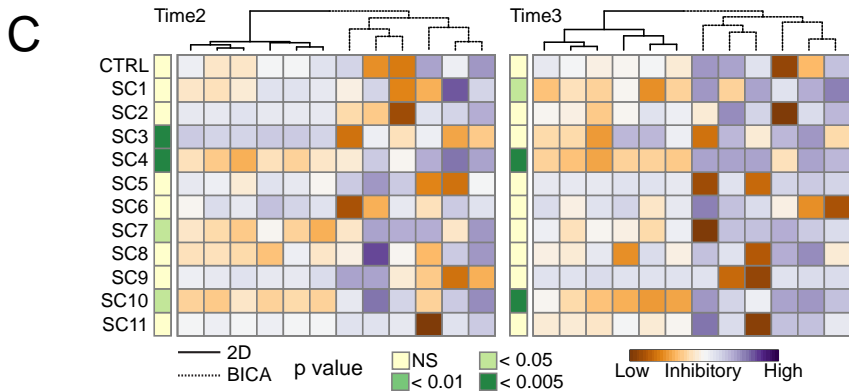 C
Time2
Time3
CTRL
SC1
SC2
SC3
SC4
SC5
SC6
SC7
SC8
SC9
SC10
SC11
2D
BICA
p value
NS
< 0.01
< 0.05
< 0.005
Low Inhibitory High